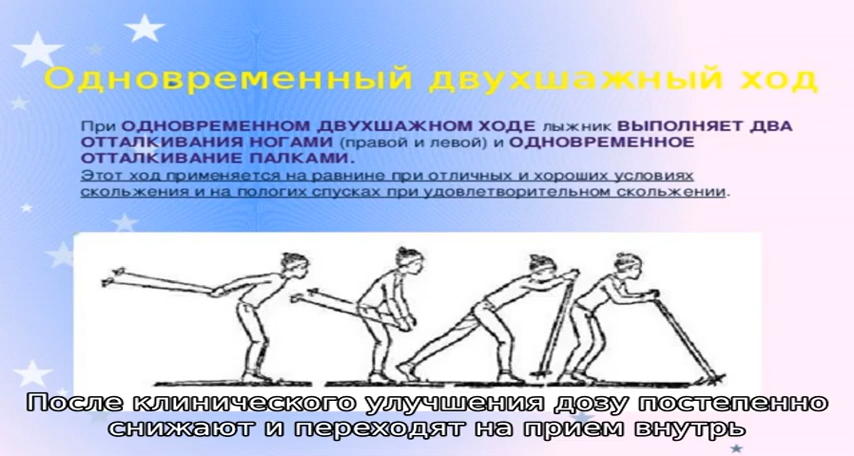 Одновременный двухшажный ход
При ОДНОВРЕМЕННОМ ДВУХШАЖНОМ ХОДЕ лыжник ВЫПОЛНЯЕТ ДВА
ОТТАЛКИВАНИЯ НОГАМИ (правой и левой) и ОДНОВРЕМЕННОЕ
ОТТАЛКИВАНИЕ ПАЛКАМИ.
Этот ход применяется на равнине при отличных и хороших условиях
скольжения и на пологих спусках при удовлетворительном скольжении.
После клинического улучшения дозу постепенно
снижают и переходят на прием внутрь